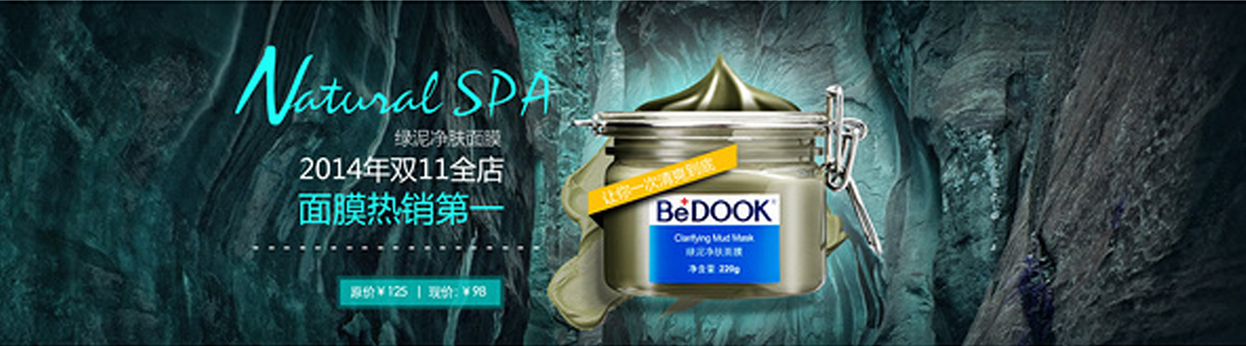 Natural SPA
绿泥净肤面膜
2014年双11全店
面膜热销第一
原价¥125 | 现价:¥98
让你一次清爽到底
BeDOOK®
Clarifying Mud Mask
绿泥净肤面膜
净含量 220g